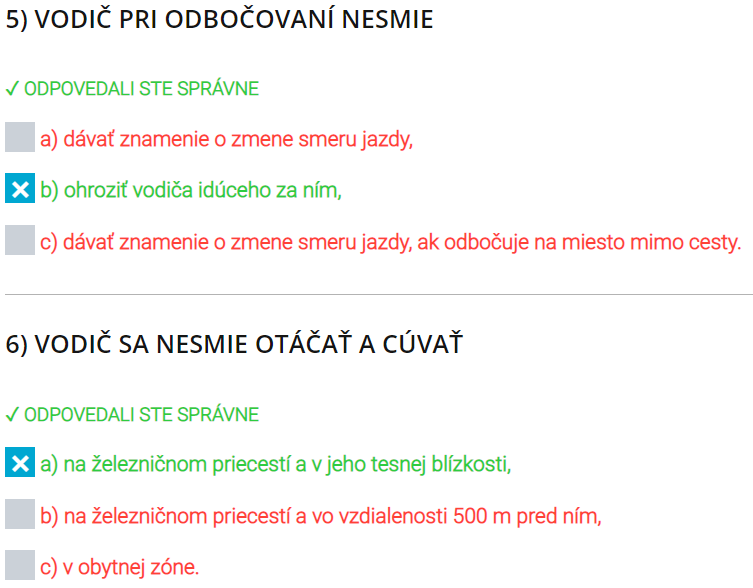 5) VODIČ PRI ODBOČOVANÍ NESMIE
✓ ODPOVEDALI STE SPRÁVNE
a) dávať znamenie o zmene smeru jazdy,
b) ohroziť vodiča idúceho za ním,
c) dávať znamenie o zmene smeru jazdy, ak odbočuje na miesto mimo cesty.
6) VODIČ SA NESMIE OTÁČAŤ A CÚVAŤ
✓ ODPOVEDALI STE SPRÁVNE
a) na železničnom priecestí a v jeho tesnej blízkosti,
b) na železničnom priecestí a vo vzdialenosti 500 m pred ním,
c) v obytnej zóne.